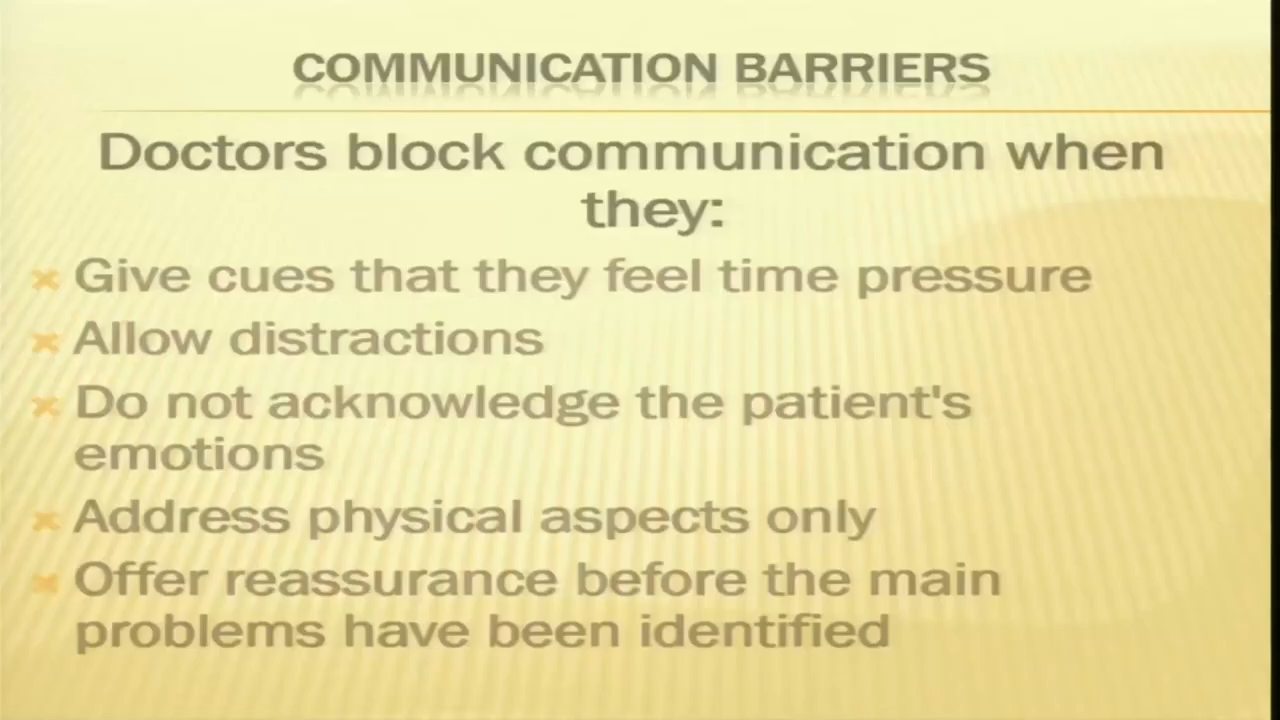 COMMUNICATION BARRIERS
Doctors block communication when
they:
Give cues that they feel time pressure
Allow distractions
Do not acknowledge the patient's
emotions
Address physical aspects only
Offer reassurance before the main
problems have been identified